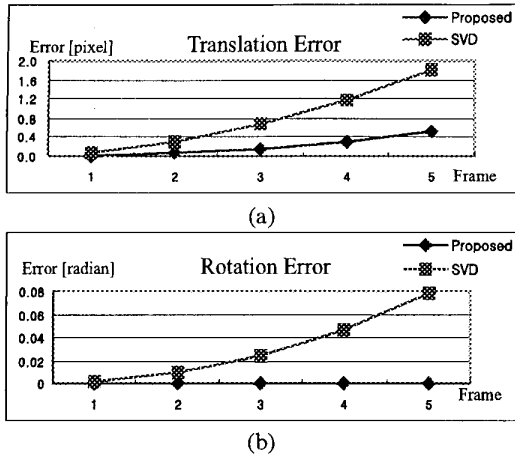 Proposed
SVD
Error [pixel]
Translation Error
2.0
1.6
1.2
0.8
0.4
0.0
1 2 3 4 5 Frame
(a)
Proposed
SVD
Error [radian]
Rotation Error
0.08
0.06
0.04
0.02
0
1 2 3 4 5 Frame
(b)